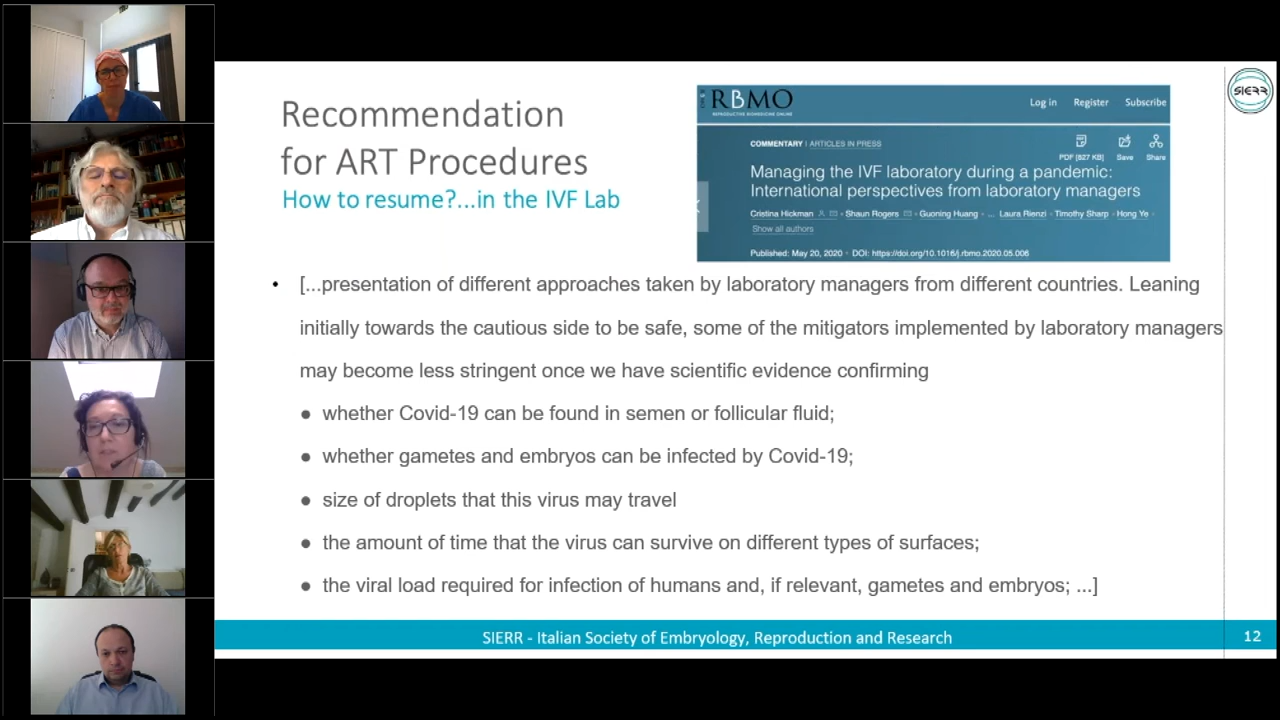 Recommendation
for ART Procedures
How to resume?...in the IVF Lab
RBMO
REPRODUCTIVE BIOMEDICINE ONLINE
Log in Register Subscribe
COMMENTARY | ARTICLES IN PRESS
PDF [827 KB] Save Share
Managing the IVF laboratory during a pandemic:
International perspectives from laboratory managers
Cristina Hickman • Shaun Rogers • Guoning Huang • ... Laura Rienzi • Timothy Sharp • Hong Ye •
Show all authors
Published: May 20, 2020 • DOI: https://doi.org/10.1016/j.rbmo.2020.05.006
SIERR
• [...presentation of different approaches taken by laboratory managers from different countries. Leaning
initially towards the cautious side to be safe, some of the mitigators implemented by laboratory managers
may become less stringent once we have scientific evidence confirming
• whether Covid-19 can be found in semen or follicular fluid;
• whether gametes and embryos can be infected by Covid-19;
• size of droplets that this virus may travel
• the amount of time that the virus can survive on different types of surfaces;
• the viral load required for infection of humans and, if relevant, gametes and embryos; ...]
SIERR - Italian Society of Embryology, Reproduction and Research
12